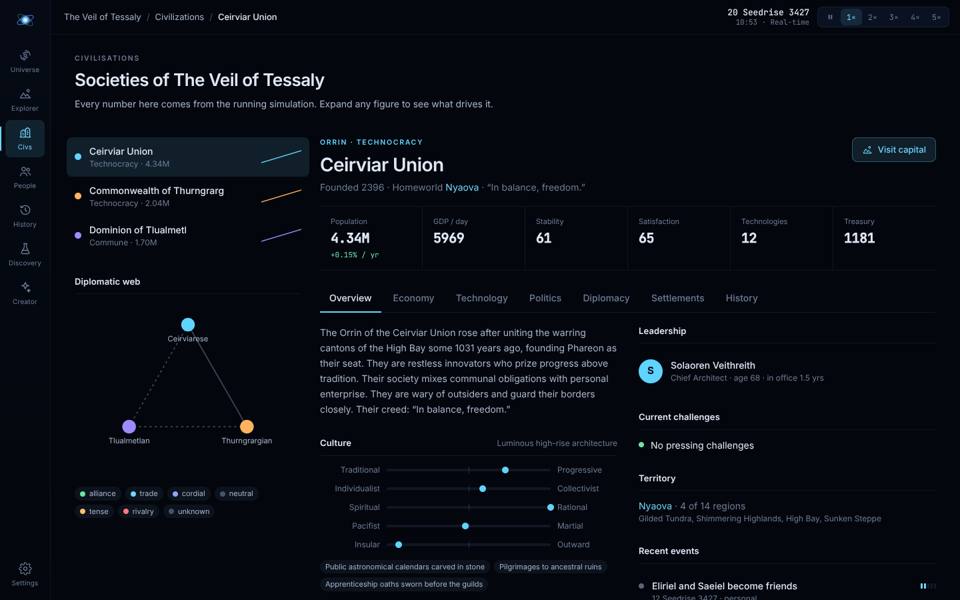 The Veil of Tessaly / Civilizations / Ceirviar Union
20 Seedrise 3427
10:53 · Real-time
1× 2× 3× 4× 5×
Universe
Explorer
Civs
People
History
Discovery
Creator
Settings
CIVILISATIONS
Societies of The Veil of Tessaly
Every number here comes from the running simulation. Expand any figure to see what drives it.
Ceirviar Union
Technocracy · 4.34M
Commonwealth of Thurngrarg
Technocracy · 2.04M
Dominion of Tlualmetl
Commune · 1.70M
Diplomatic web
Ceirviarese
Tlualmetlan
Thurngrargian
alliance
trade
cordial
neutral
tense
rivalry
unknown
ORRIN · TECHNOCRACY
Ceirviar Union
Founded 2396 · Homeworld Nyaova · “In balance, freedom.”
Visit capital
Population
4.34M
+0.15% / yr
GDP / day
5969
Stability
61
Satisfaction
65
Technologies
12
Treasury
1181
Overview
Economy
Technology
Politics
Diplomacy
Settlements
History
The Orrin of the Ceirviar Union rose after uniting the warring
cantons of the High Bay some 1031 years ago, founding Phareon as
their seat. They are restless innovators who prize progress above
tradition. Their society mixes communal obligations with personal
enterprise. They are wary of outsiders and guard their borders
closely. Their creed: “In balance, freedom.”
Culture
Luminous high-rise architecture
Traditional Progressive
Individualist Collectivist
Spiritual Rational
Pacifist Martial
Insular Outward
Public astronomical calendars carved in stone
Pilgrimages to ancestral ruins
Apprenticeship oaths sworn before the guilds
Leadership
S
Solaoren Veithreith
Chief Architect · age 68 · in office 1.5 yrs
Current challenges
No pressing challenges
Territory
Nyaova · 4 of 14 regions
Gilded Tundra, Shimmering Highlands, High Bay, Sunken Steppe
Recent events
Eliriel and Saeiel become friends
12 Seedrise 3427 · personal